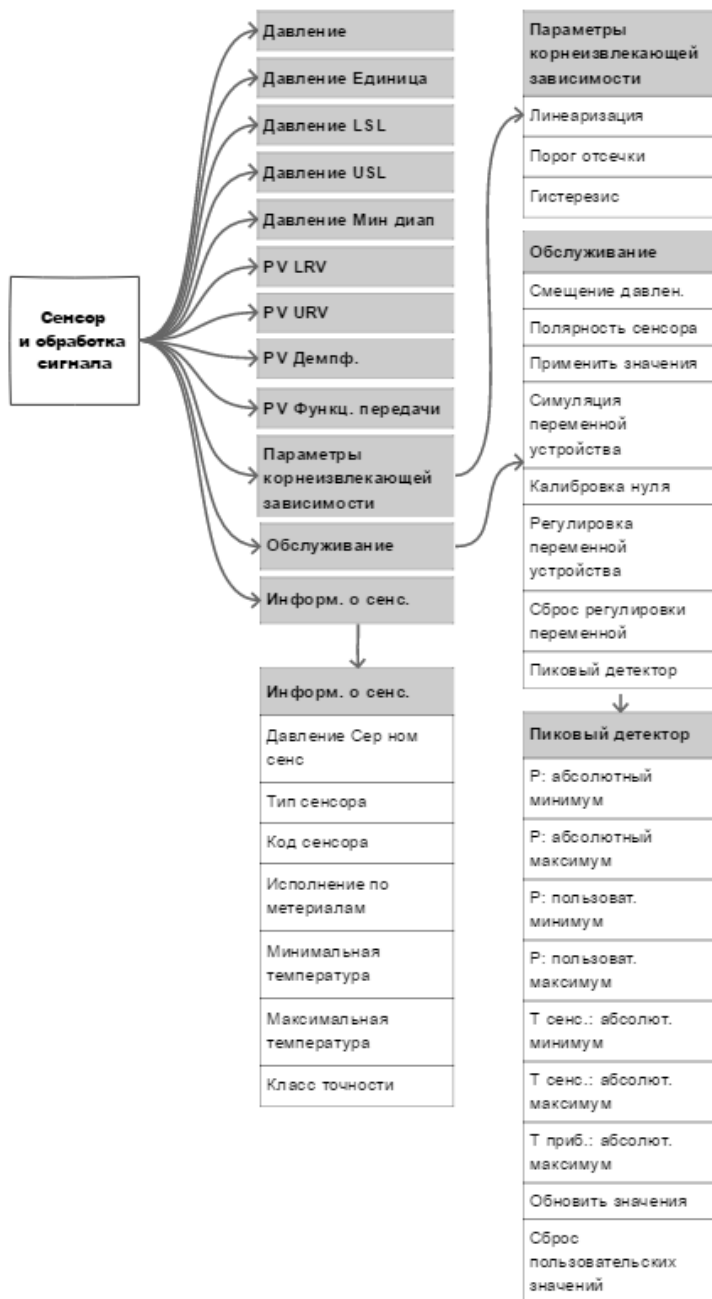 Сенсор
и обработка
сигнала
Давление
Давление Единица
Давление LSL
Давление USL
Давление Мин диап
PV LRV
PV URV
PV Демпф.
PV Функц. передачи
Параметры
корнеизвлекающей
зависимости
Обслуживание
Информ. о сенс.
Информ. о сенс.
Давление Сер ном
сенс
Тип сенсора
Код сенсора
Исполнение по
метериалам
Минимальная
температура
Максимальная
температура
Класс точности
Параметры
корнеизвлекающей
зависимости
Линеаризация
Порог отсечки
Гистерезис
Обслуживание
Смещение давлен.
Полярность сенсора
Применить значения
Симуляция
переменной
устройства
Калибровка нуля
Регулировка
переменной
устройства
Сброс регулировки
переменной
Пиковый детектор
Пиковый детектор
P: абсолютный
минимум
P: абсолютный
максимум
P: пользоват.
минимум
P: пользоват.
максимум
T сенс.: абсолют.
минимум
T сенс.: абсолют.
максимум
T приб.: абсолют.
максимум
Обновить значения
Сброс
пользовательских
значений